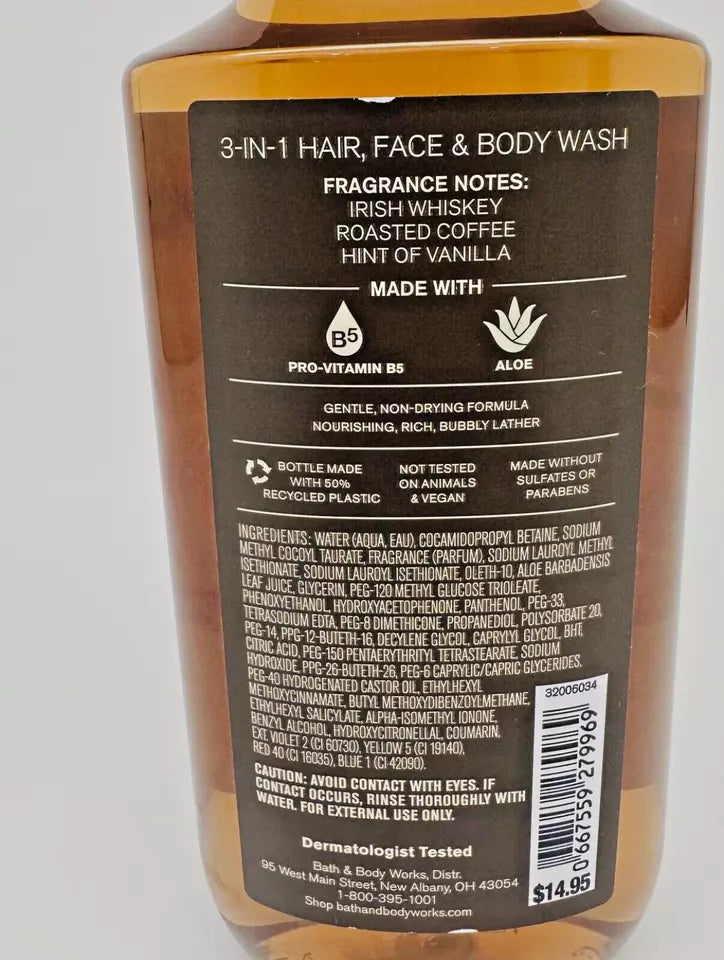 3-IN-1 HAIR, FACE & BODY WASH
FRAGRANCE NOTES:
IRISH WHISKEY
ROASTED COFFEE
HINT OF VANILLA
MADE WITH
B5
PRO-VITAMIN B5
ALOE
GENTLE, NON-DRYING FORMULA
NOURISHING, RICH, BUBBLY LATHER
BOTTLE MADE
WITH 50%
RECYCLED PLASTIC
NOT TESTED
ON ANIMALS
& VEGAN
MADE WITHOUT
SULFATES OR
PARABENS
INGREDIENTS: WATER (AQUA, EAU), COCAMIDOPROPYL BETAINE, SODIUM
METHYL COCOYL TAURATE, FRAGRANCE (PARFUM), SODIUM LAUROYL METHYL
ISETHIONATE, SODIUM LAUROYL ISETHIONATE, OLETH-10, ALOE BARBADENSIS
LEAF JUICE, GLYCERIN, PEG-120 METHYL GLUCOSE TRIOLEATE,
PHENOXYETHANOL, HYDROXYACETOPHENONE, PANTHENOL, PEG-33,
TETRASODIUM EDTA, PEG-8 DIMETHICONE, PROPANEDIOL, POLYSORBATE 20,
PEG-14, PPG-12-BUTETH-16, DECYLENE GLYCOL, CAPRYLYL GLYCOL, BHT,
CITRIC ACID, PEG-150 PENTAERYTHRITYL TETRASTEARATE, SODIUM
HYDROXIDE, PPG-26-BUTETH-26, PEG-6 CAPRYLIC/CAPRIC GLYCERIDES,
PEG-40 HYDROGENATED CASTOR OIL, ETHYLHEXYL
METHOXYCINNAMATE, BUTYL METHOXYDIBENZOYLMETHANE,
ETHYLHEXYL SALICYLATE, ALPHA-ISOMETHYL IONONE,
BENZYL ALCOHOL, HYDROXYCITRONELLAL, COUMARIN,
EXT. VIOLET 2 (CI 60730), YELLOW 5 (CI 19140),
RED 40 (CI 16035), BLUE 1 (CI 42090).
CAUTION: AVOID CONTACT WITH EYES. IF
CONTACT OCCURS, RINSE THOROUGHLY WITH
WATER. FOR EXTERNAL USE ONLY.
Dermatologist Tested
Bath & Body Works, Distr.
95 West Main Street, New Albany, OH 43054
1-800-395-1001
Shop bathandbodyworks.com
32006034
0 667559 279969
$14.95